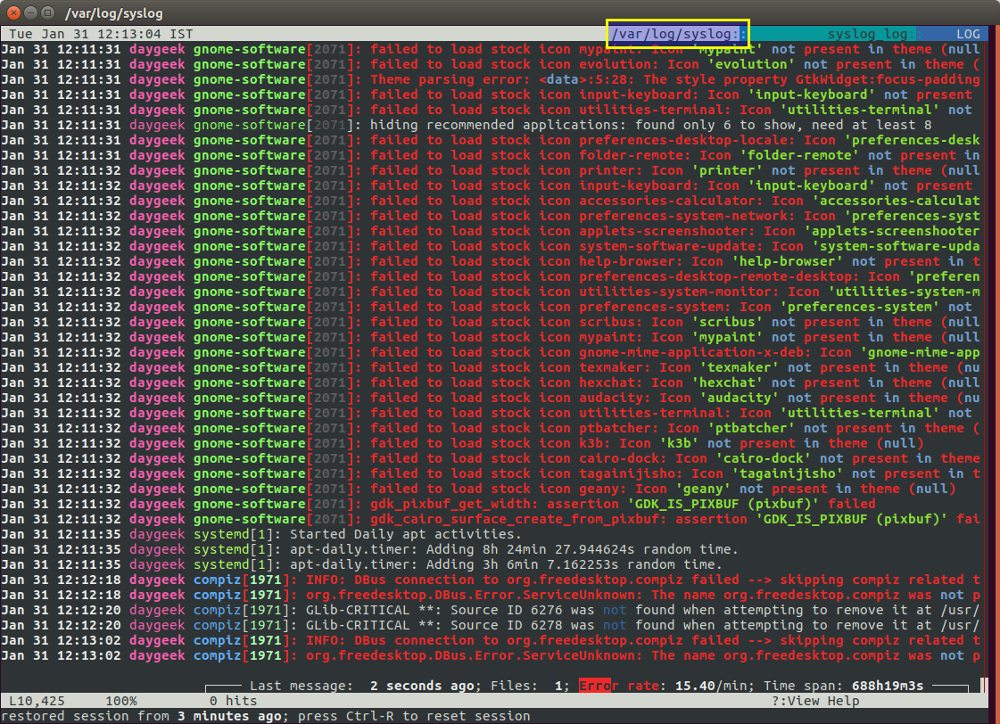 /var/log/syslog
Tue Jan 31 12:13:04 IST /var/log/syslog:: syslog_log: LOG
Jan 31 12:11:31 daygeek gnome-software[2071]: failed to load stock icon mypaint: Icon 'mypaint' not present in theme (null
Jan 31 12:11:31 daygeek gnome-software[2071]: failed to load stock icon evolution: Icon 'evolution' not present in theme (
Jan 31 12:11:31 daygeek gnome-software[2071]: Theme parsing error: <data>:5:28: The style property GtkWidget:focus-padding
Jan 31 12:11:31 daygeek gnome-software[2071]: failed to load stock icon input-keyboard: Icon 'input-keyboard' not present
Jan 31 12:11:31 daygeek gnome-software[2071]: failed to load stock icon utilities-terminal: Icon 'utilities-terminal' not
Jan 31 12:11:31 daygeek gnome-software[2071]: hiding recommended applications: found only 6 to show, need at least 8
Jan 31 12:11:31 daygeek gnome-software[2071]: failed to load stock icon preferences-desktop-locale: Icon 'preferences-desk
Jan 31 12:11:31 daygeek gnome-software[2071]: failed to load stock icon folder-remote: Icon 'folder-remote' not present in
Jan 31 12:11:32 daygeek gnome-software[2071]: failed to load stock icon printer: Icon 'printer' not present in theme (null
Jan 31 12:11:32 daygeek gnome-software[2071]: failed to load stock icon input-keyboard: Icon 'input-keyboard' not present
Jan 31 12:11:32 daygeek gnome-software[2071]: failed to load stock icon accessories-calculator: Icon 'accessories-calculat
Jan 31 12:11:32 daygeek gnome-software[2071]: failed to load stock icon preferences-system-network: Icon 'preferences-syst
Jan 31 12:11:32 daygeek gnome-software[2071]: failed to load stock icon applets-screenshooter: Icon 'applets-screenshooter
Jan 31 12:11:32 daygeek gnome-software[2071]: failed to load stock icon system-software-update: Icon 'system-software-upda
Jan 31 12:11:32 daygeek gnome-software[2071]: failed to load stock icon help-browser: Icon 'help-browser' not present in t
Jan 31 12:11:32 daygeek gnome-software[2071]: failed to load stock icon preferences-desktop-remote-desktop: Icon 'preferen
Jan 31 12:11:32 daygeek gnome-software[2071]: failed to load stock icon utilities-system-monitor: Icon 'utilities-system-m
Jan 31 12:11:32 daygeek gnome-software[2071]: failed to load stock icon preferences-system: Icon 'preferences-system' not
Jan 31 12:11:32 daygeek gnome-software[2071]: failed to load stock icon scribus: Icon 'scribus' not present in theme (null
Jan 31 12:11:32 daygeek gnome-software[2071]: failed to load stock icon mypaint: Icon 'mypaint' not present in theme (null
Jan 31 12:11:32 daygeek gnome-software[2071]: failed to load stock icon gnome-mime-application-x-deb: Icon 'gnome-mime-app
Jan 31 12:11:32 daygeek gnome-software[2071]: failed to load stock icon texmaker: Icon 'texmaker' not present in theme (nu
Jan 31 12:11:32 daygeek gnome-software[2071]: failed to load stock icon hexchat: Icon 'hexchat' not present in theme (null
Jan 31 12:11:32 daygeek gnome-software[2071]: failed to load stock icon audacity: Icon 'audacity' not present in theme (nu
Jan 31 12:11:32 daygeek gnome-software[2071]: failed to load stock icon utilities-terminal: Icon 'utilities-terminal' not
Jan 31 12:11:32 daygeek gnome-software[2071]: failed to load stock icon ptbatcher: Icon 'ptbatcher' not present in theme (
Jan 31 12:11:32 daygeek gnome-software[2071]: failed to load stock icon k3b: Icon 'k3b' not present in theme (null)
Jan 31 12:11:32 daygeek gnome-software[2071]: failed to load stock icon cairo-dock: Icon 'cairo-dock' not present in theme
Jan 31 12:11:32 daygeek gnome-software[2071]: failed to load stock icon tagainijisho: Icon 'tagainijisho' not present in t
Jan 31 12:11:32 daygeek gnome-software[2071]: failed to load stock icon geany: Icon 'geany' not present in theme (null)
Jan 31 12:11:32 daygeek gnome-software[2071]: gdk_pixbuf_get_width: assertion 'GDK_IS_PIXBUF (pixbuf)' failed
Jan 31 12:11:32 daygeek gnome-software[2071]: gdk_cairo_surface_create_from_pixbuf: assertion 'GDK_IS_PIXBUF (pixbuf)' fai
Jan 31 12:11:35 daygeek systemd[1]: Started Daily apt activities.
Jan 31 12:11:35 daygeek systemd[1]: apt-daily.timer: Adding 8h 24min 27.944624s random time.
Jan 31 12:11:35 daygeek systemd[1]: apt-daily.timer: Adding 3h 6min 7.162253s random time.
Jan 31 12:12:18 daygeek compiz[1971]: INFO: DBus connection to org.freedesktop.compiz failed --> skipping compiz related t
Jan 31 12:12:18 daygeek compiz[1971]: org.freedesktop.DBus.Error.ServiceUnknown: The name org.freedesktop.compiz was not p
Jan 31 12:12:20 daygeek compiz[1971]: GLib-CRITICAL **: Source ID 6276 was not found when attempting to remove it at /usr/
Jan 31 12:12:20 daygeek compiz[1971]: GLib-CRITICAL **: Source ID 6278 was not found when attempting to remove it at /usr/
Jan 31 12:13:02 daygeek compiz[1971]: INFO: DBus connection to org.freedesktop.compiz failed --> skipping compiz related t
Jan 31 12:13:02 daygeek compiz[1971]: org.freedesktop.DBus.Error.ServiceUnknown: The name org.freedesktop.compiz was not p
Last message: 2 seconds ago; Files: 1; Error rate: 15.40/min; Time span: 688h19m3s
L10,425 100% 0 hits ?:View Help
restored session from 3 minutes ago; press Ctrl-R to reset session